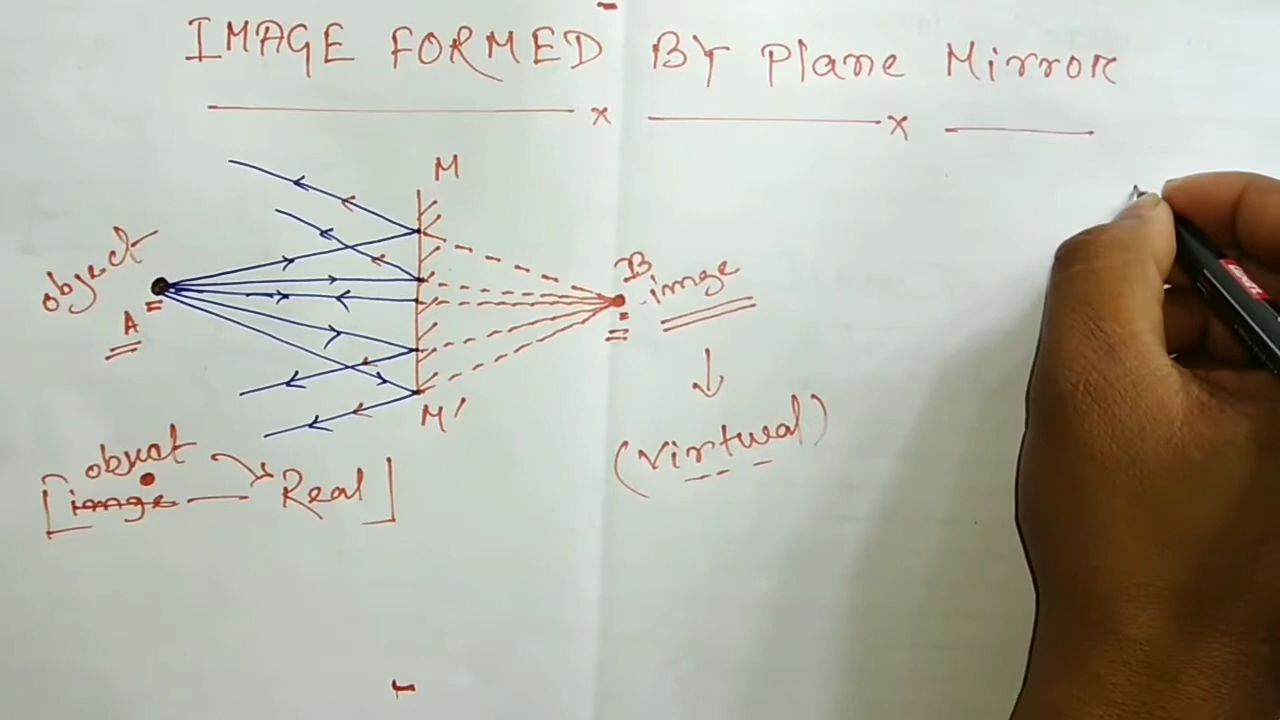 IMAGE FORMED BY Plane Mirror
M
object
A
B
image
M'
(virtual)
object
[image — Real]